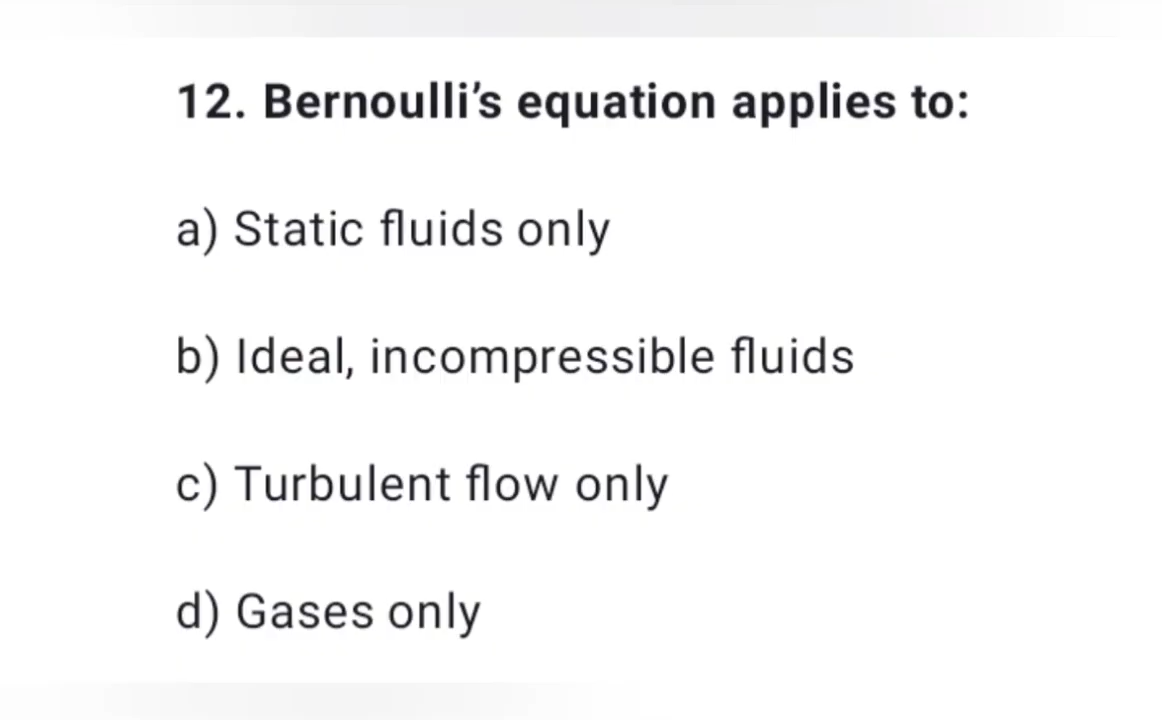 12. Bernoulli’s equation applies to:
a) Static fluids only
b) Ideal, incompressible fluids
c) Turbulent flow only
d) Gases only